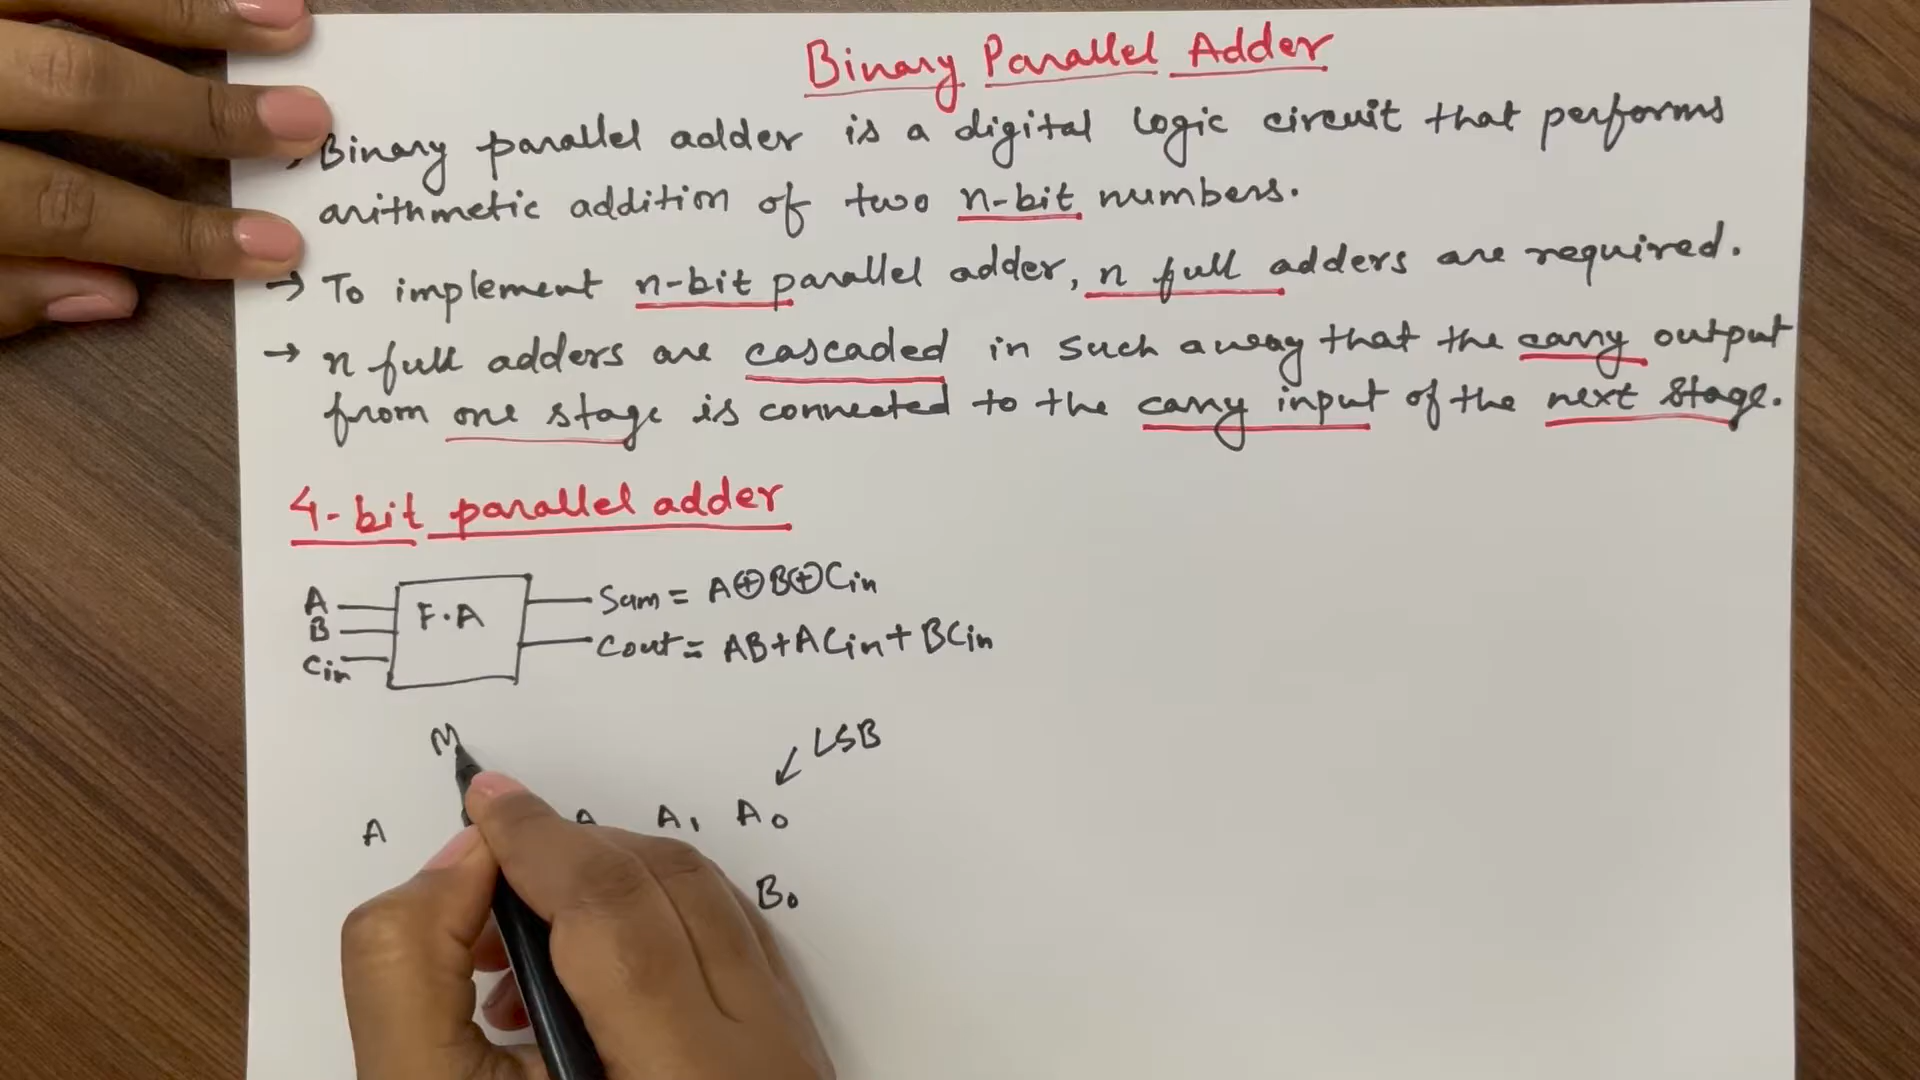 Binary Parallel Adder
Binary parallel adder is a digital logic circuit that performs
arithmetic addition of two n-bit numbers.
→ To implement n-bit parallel adder, n full adders are required.
→ n full adders are cascaded in such a way that the carry output
from one stage is connected to the carry input of the next stage.
4-bit parallel adder
A
B
Cin
F.A
Sum = A⊕B⊕Cin
Cout = AB+ACin+BCin
M
LSB
A
A
A₁
A₀
B₀